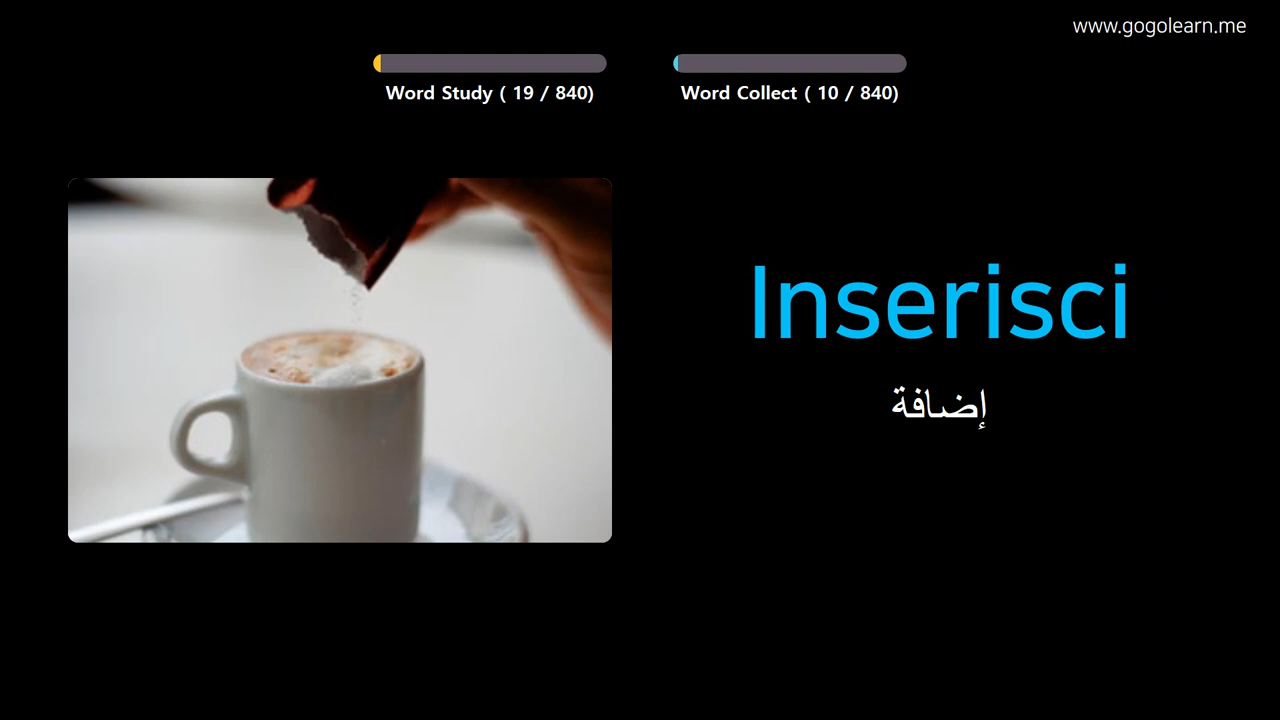 www.gogolearn.me
Word Study ( 19 / 840)
Word Collect ( 10 / 840)
Inserisci
إضافة